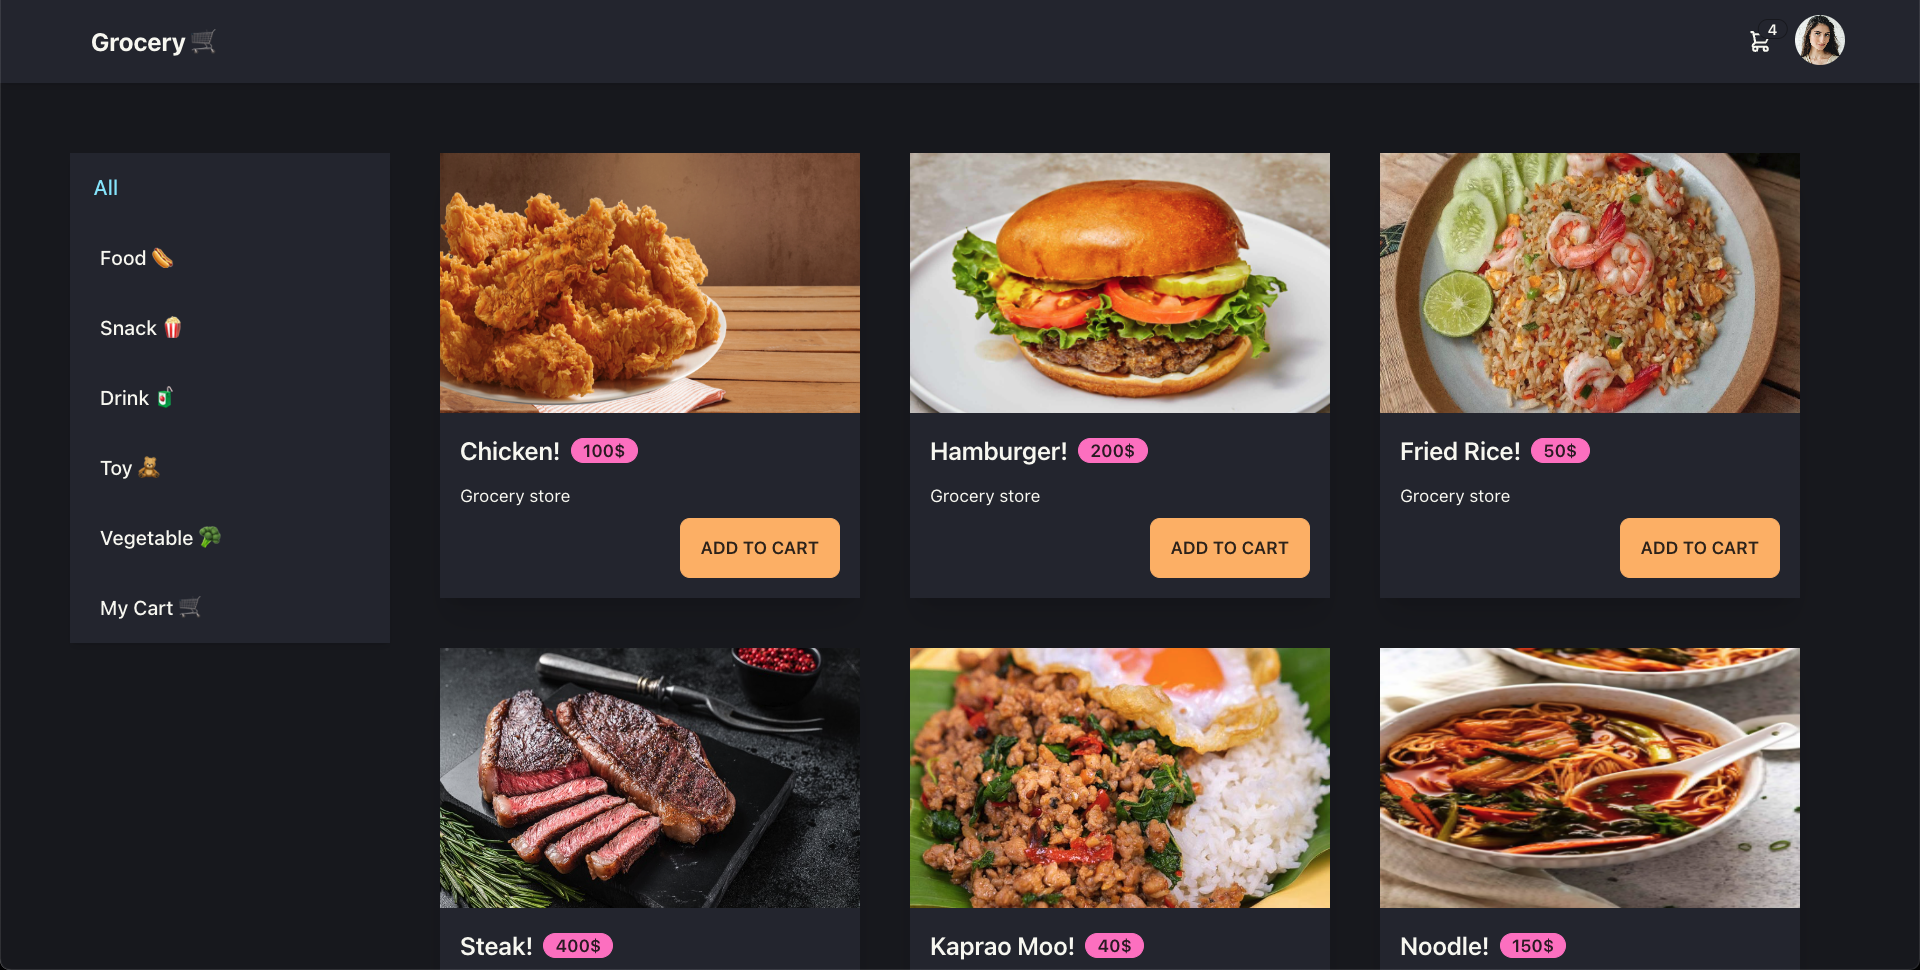 Grocery 🛒
4
All
Food 🌭
Snack 🍿
Drink 🧃
Toy 🧸
Vegetable 🥦
My Cart 🛒
Chicken! 100$
Grocery store
ADD TO CART
Hamburger! 200$
Grocery store
ADD TO CART
Fried Rice! 50$
Grocery store
ADD TO CART
Steak! 400$
Kaprao Moo! 40$
Noodle! 150$